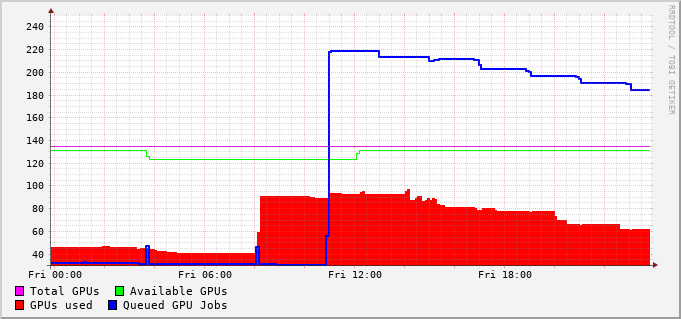 240
220
200
180
160
140
120
100
80
60
40
Fri 00:00 Fri 06:00 Fri 12:00 Fri 18:00
Total GPUs Available GPUs
GPUs used Queued GPU Jobs
RRDTOOL / TOBI OETIKER